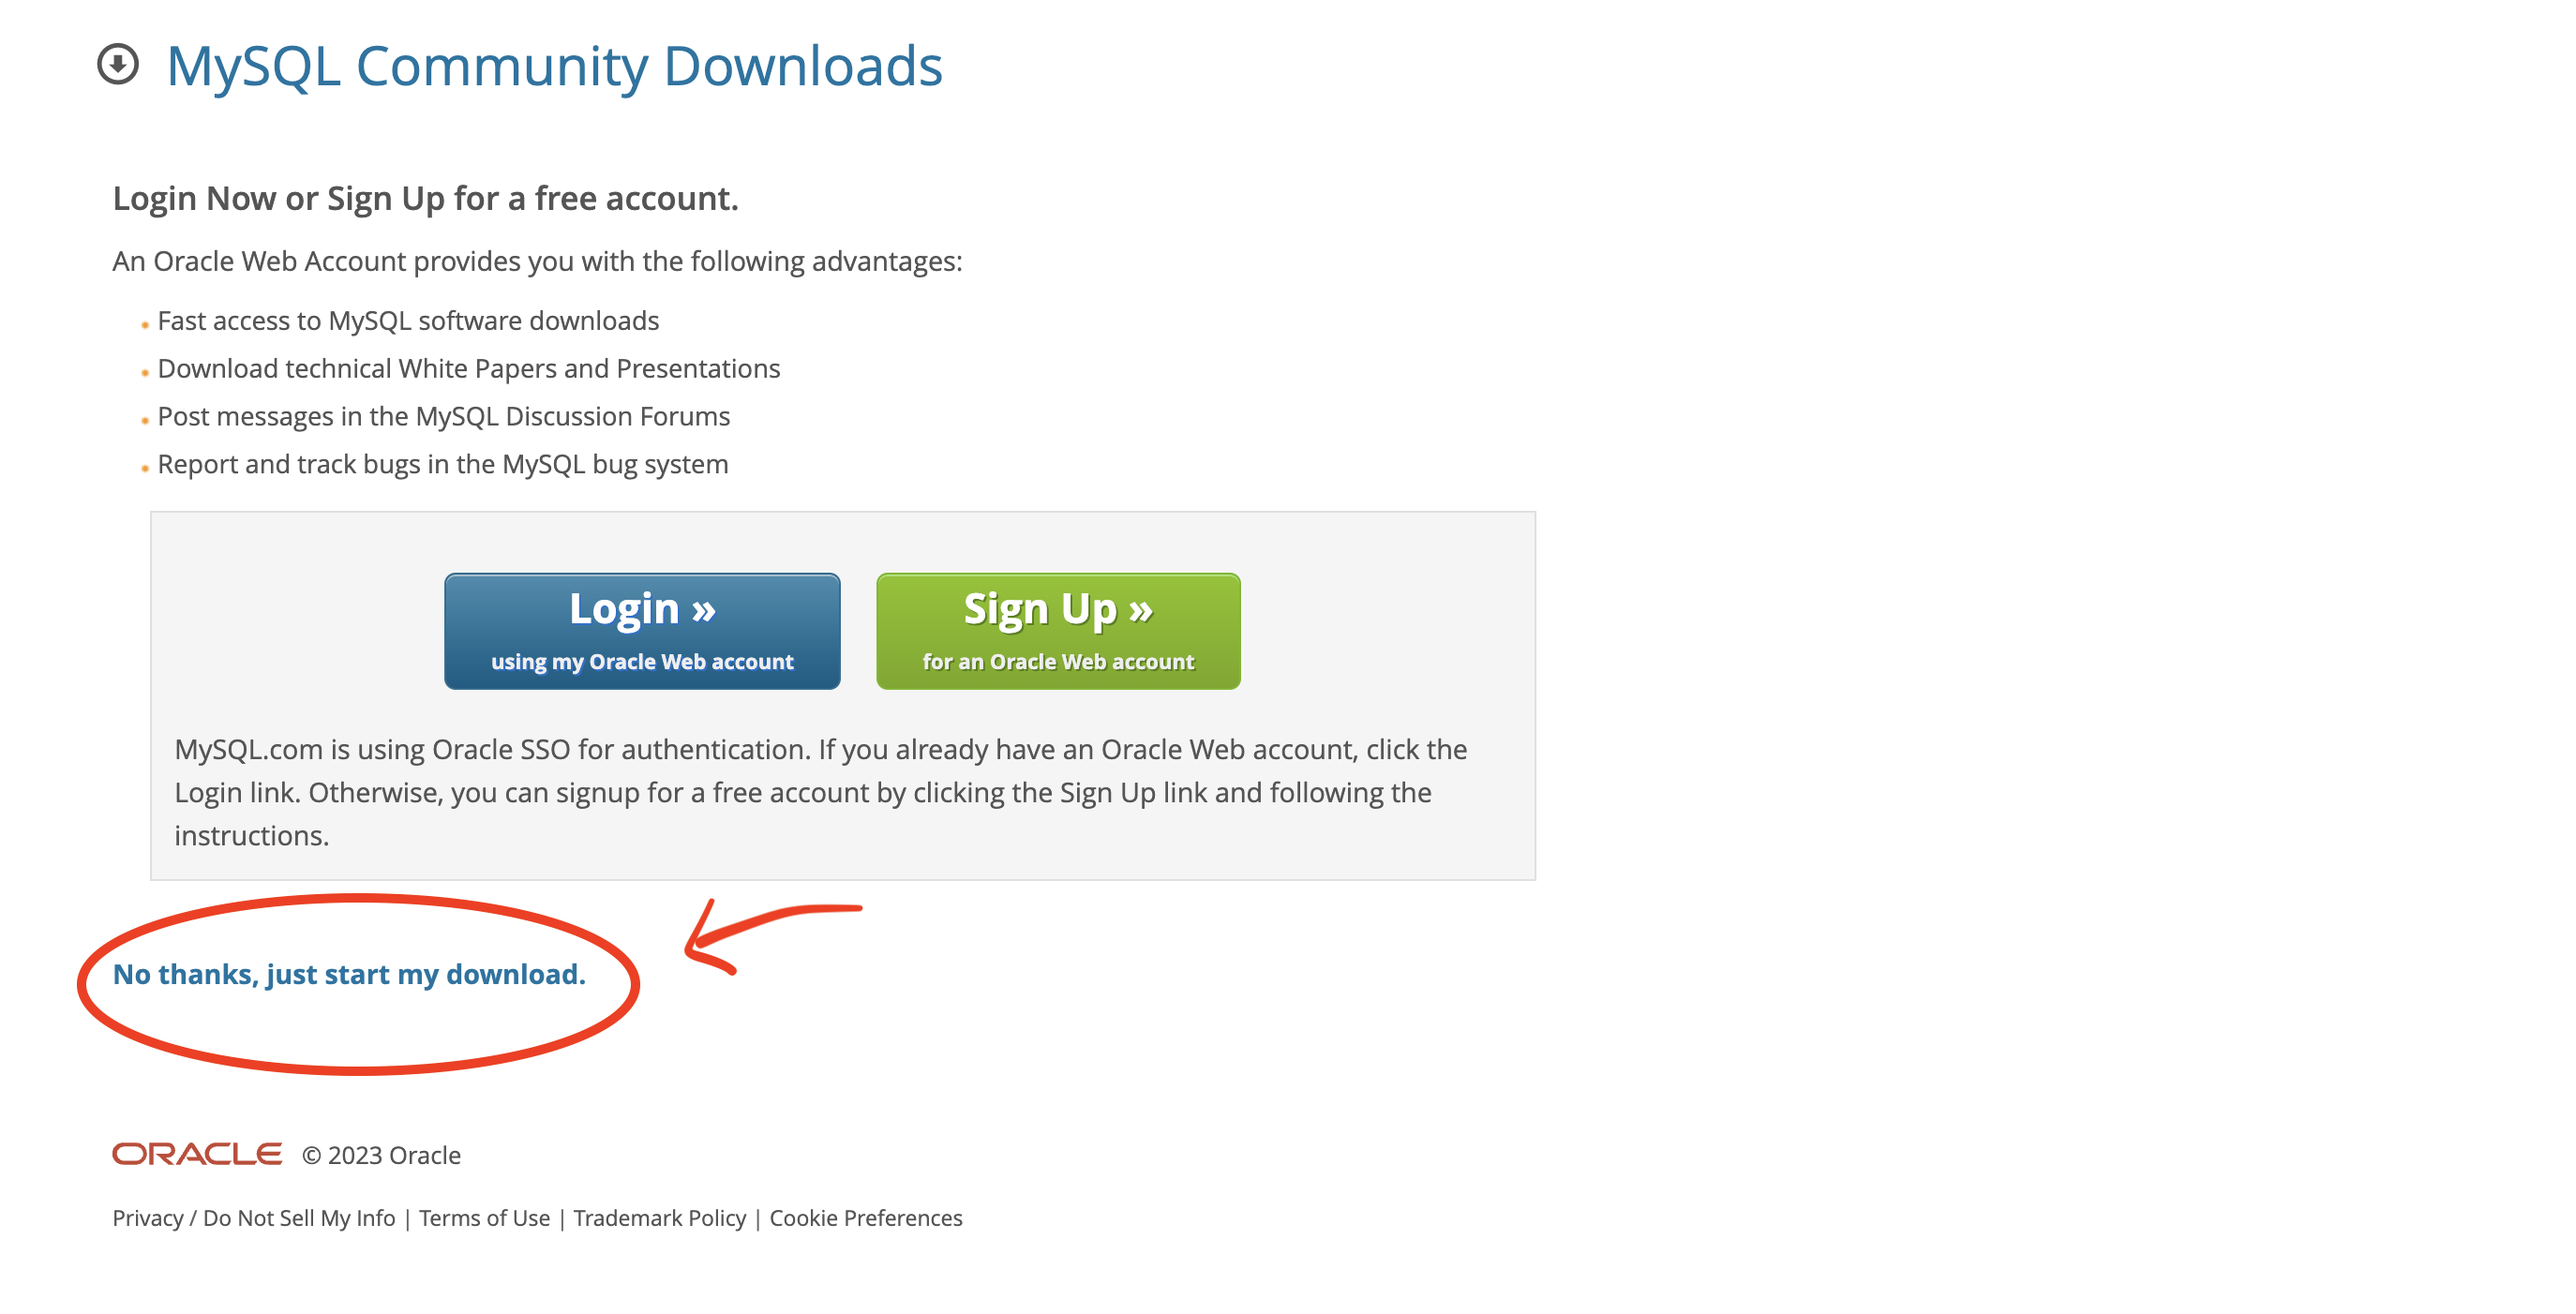 MySQL Community Downloads
Login Now or Sign Up for a free account.
An Oracle Web Account provides you with the following advantages:
Fast access to MySQL software downloads
Download technical White Papers and Presentations
Post messages in the MySQL Discussion Forums
Report and track bugs in the MySQL bug system
Login »
using my Oracle Web account
Sign Up »
for an Oracle Web account
MySQL.com is using Oracle SSO for authentication. If you already have an Oracle Web account, click the
Login link. Otherwise, you can signup for a free account by clicking the Sign Up link and following the
instructions.
No thanks, just start my download.
ORACLE © 2023 Oracle
Privacy / Do Not Sell My Info | Terms of Use | Trademark Policy | Cookie Preferences